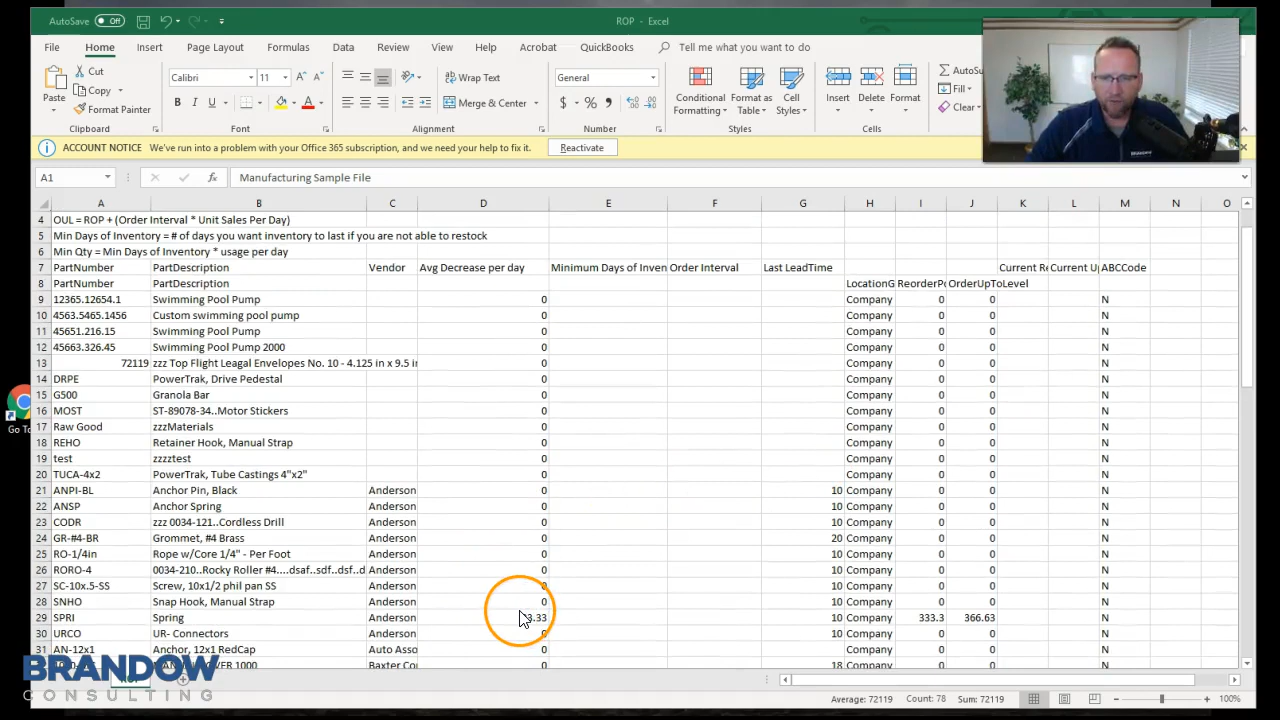 AutoSave Off ROP - Excel
File Home Insert Page Layout Formulas Data Review View Help Acrobat QuickBooks Tell me what you want to do
Paste Cut Copy Format Painter Clipboard
Calibri 11 B I U Font
Wrap Text Merge & Center Alignment
General $ % Number
Conditional Formatting Format as Table Cell Styles Styles
Insert Delete Format Cells
AutoSu Fill Clear
ACCOUNT NOTICE We've run into a problem with your Office 365 subscription, and we need your help to fix it. Reactivate
A1 fx Manufacturing Sample File
A B C D E F G H I J K L M N O
4 OUL = ROP + (Order Interval * Unit Sales Per Day)
5 Min Days of Inventory = # of days you want inventory to last if you are not able to restock
6 Min Qty = Min Days of Inventory * usage per day
7 PartNumber PartDescription Vendor Avg Decrease per day Minimum Days of Inven Order Interval Last LeadTime Current Re Current Up ABCCode
8 PartNumber PartDescription LocationG ReorderPo OrderUpToLevel
9 12365.12654.1 Swimming Pool Pump 0 Company 0 0 N
10 4563.5465.1456 Custom swimming pool pump 0 Company 0 0 N
11 45651.216.15 Swimming Pool Pump 0 Company 0 0 N
12 45663.326.45 Swimming Pool Pump 2000 0 Company 0 0 N
13 72119 zzz Top Flight Leagal Envelopes No. 10 - 4.125 in x 9.5 in 0 Company 0 0 N
14 DRPE PowerTrak, Drive Pedestal 0 Company 0 0 N
15 G500 Granola Bar 0 Company 0 0 N
16 MOST ST-89078-34..Motor Stickers 0 Company 0 0 N
17 Raw Good zzzMaterials 0 Company 0 0 N
18 REHO Retainer Hook, Manual Strap 0 Company 0 0 N
19 test zzzztest 0 Company 0 0 N
20 TUCA-4x2 PowerTrak, Tube Castings 4"x2" 0 Company 0 0 N
21 ANPI-BL Anchor Pin, Black Anderson 0 10 Company 0 0 N
22 ANSP Anchor Spring Anderson 0 10 Company 0 0 N
23 CODR zzz 0034-121..Cordless Drill Anderson 0 10 Company 0 0 N
24 GR-#4-BR Grommet, #4 Brass Anderson 0 20 Company 0 0 N
25 RO-1/4in Rope w/Core 1/4" - Per Foot Anderson 0 10 Company 0 0 N
26 RORO-4 0034-210..Rocky Roller #4....dsaf..sdf..dsf..d Anderson 0 10 Company 0 0 N
27 SC-10x.5-SS Screw, 10x1/2 phil pan SS Anderson 0 10 Company 0 0 N
28 SNHO Snap Hook, Manual Strap Anderson 0 10 Company 0 0 N
29 SPRI Spring Anderson 3.33 10 Company 333.3 366.63 N
30 URCO UR- Connectors Anderson 0 10 Company 0 0 N
31 AN-12x1 Anchor, 12x1 RedCap Auto Asso 0 Company 0 0 N
1000 Baxter Co 0 18 Company 0 0 N
Go To
BRANDOW
CONSULTING
Average: 72119 Count: 78 Sum: 72119 100%